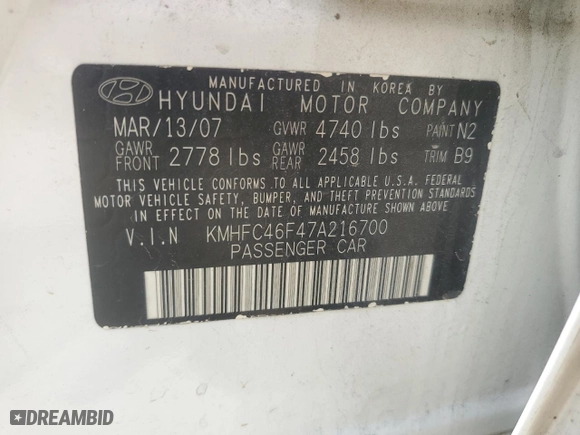 MANUFACTURED IN KOREA BY
HYUNDAI MOTOR COMPANY
MAR/13/07 GVWR 4740 lbs PAINT N2
GAWR FRONT 2778 lbs GAWR REAR 2458 lbs TRIM B9
THIS VEHICLE CONFORMS TO ALL APPLICABLE U.S.A. FEDERAL
MOTOR VEHICLE SAFETY, BUMPER, AND THEFT PREVENTION STANDARDS
IN EFFECT ON THE DATE OF MANUFACTURE SHOWN ABOVE.
V.I.N KMHFC46F47A216700
PASSENGER CAR
DREAMBID